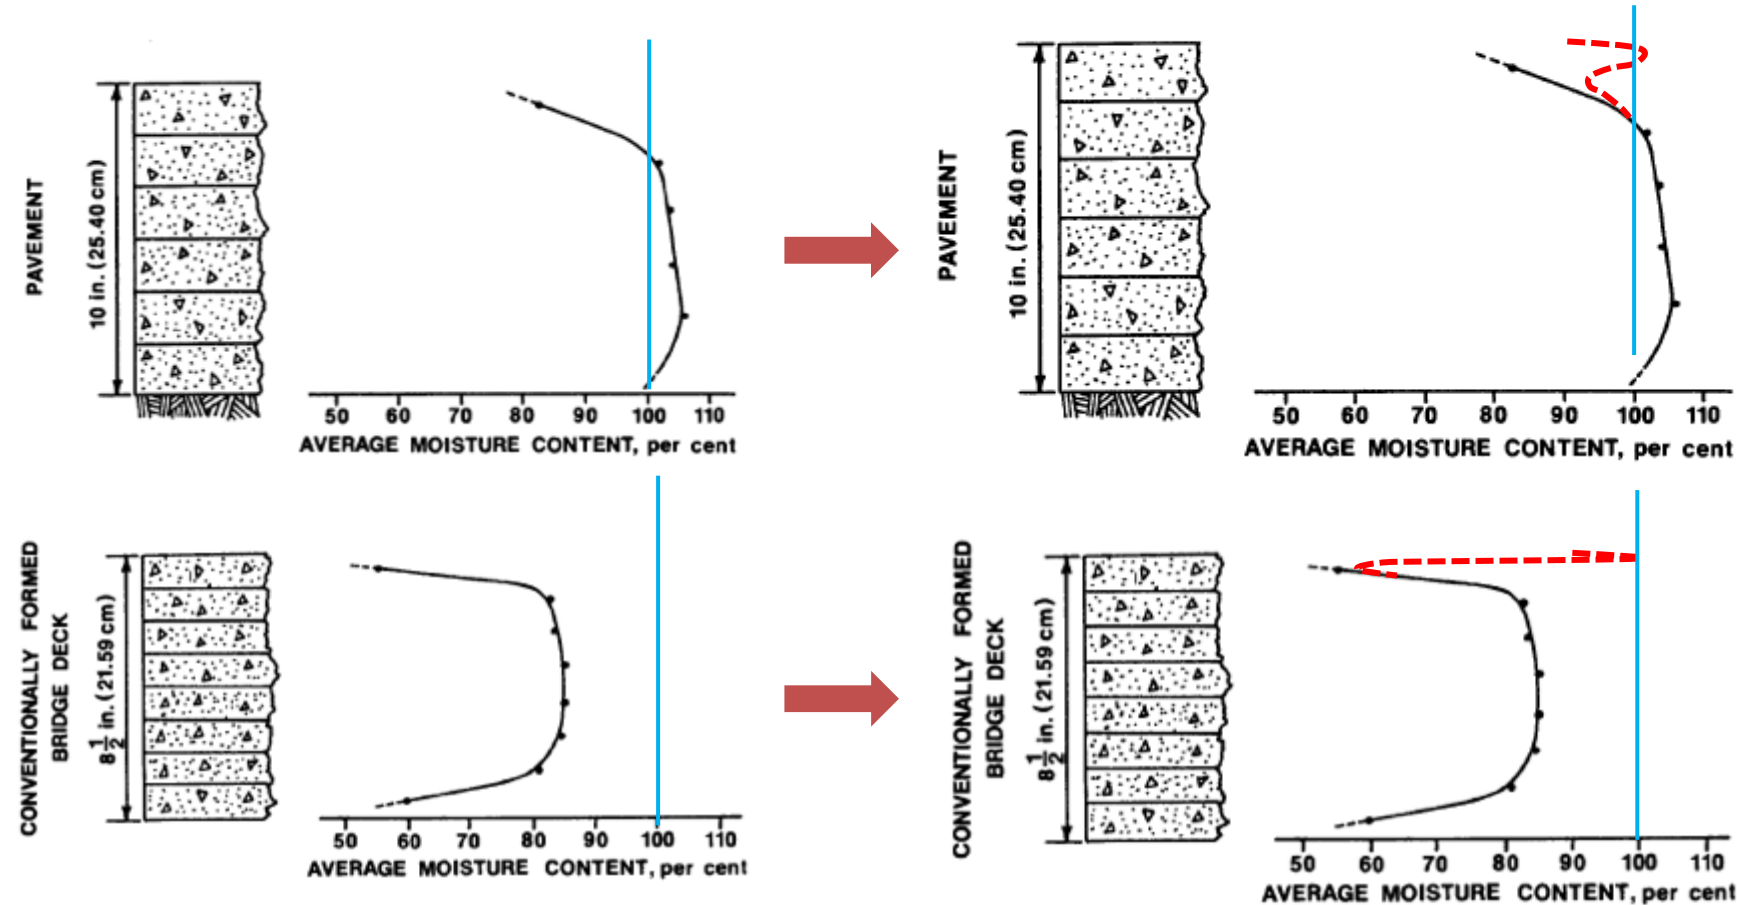 PAVEMENT
10 in. (25.40 cm)
50 60 70 80 90 100 110
AVERAGE MOISTURE CONTENT, per cent
PAVEMENT
10 in. (25.40 cm)
50 60 70 80 90 100 110
AVERAGE MOISTURE CONTENT, per cent
CONVENTIONALLY FORMED
BRIDGE DECK
8 1/2 in. (21.59 cm)
50 60 70 80 90 100 110
AVERAGE MOISTURE CONTENT, per cent
CONVENTIONALLY FORMED
BRIDGE DECK
8 1/2 in. (21.59 cm)
50 60 70 80 90 100 110
AVERAGE MOISTURE CONTENT, per cent